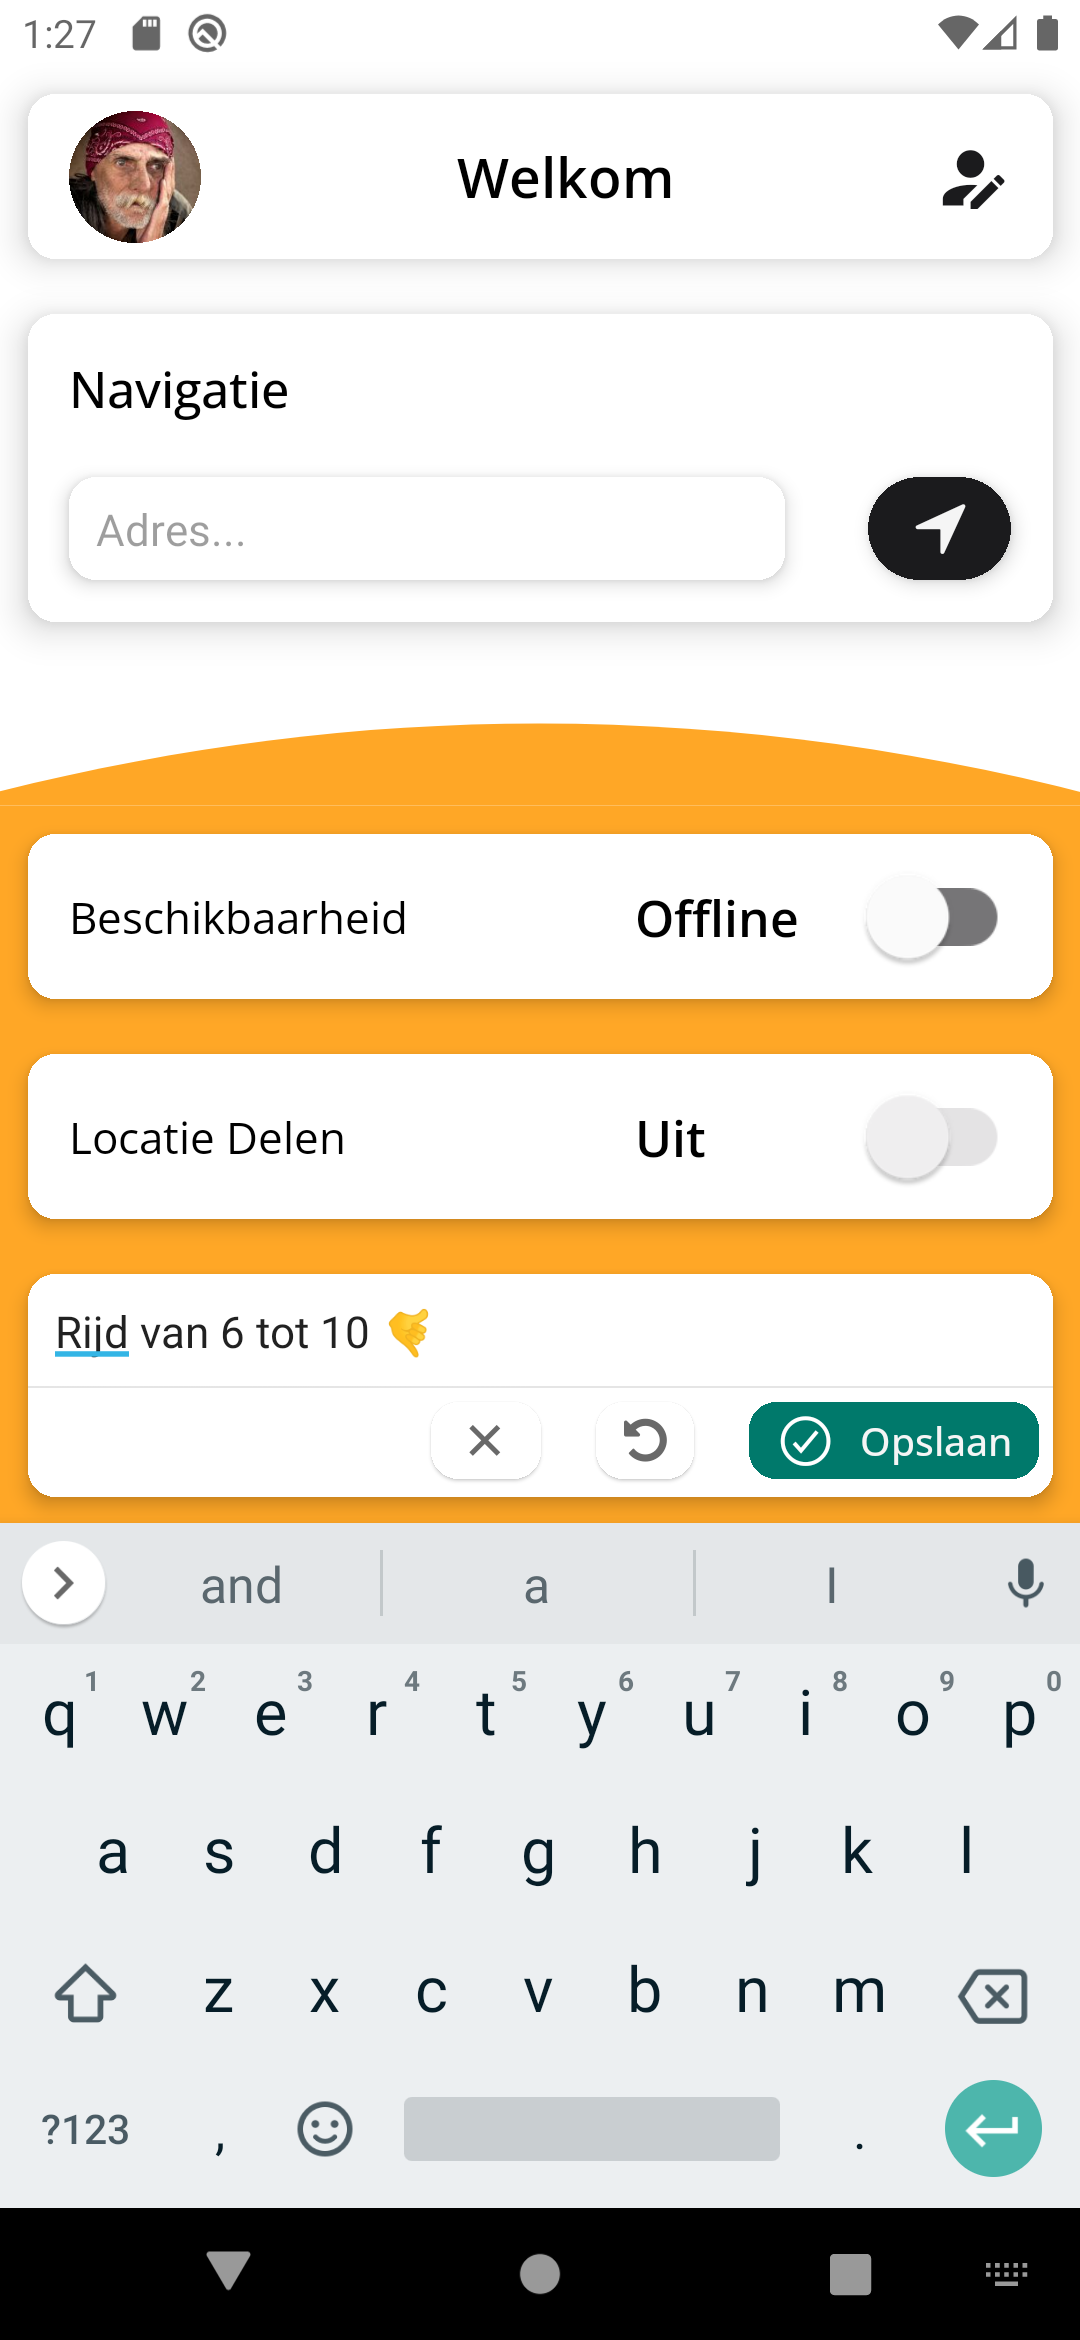 1:27
Welkom
Navigatie
Adres...
Beschikbaarheid Offline
Locatie Delen Uit
Rijd van 6 tot 10 🤙
Opslaan
and a I
q 1 w 2 e 3 r 4 t 5 y 6 u 7 i 8 o 9 p 0
a s d f g h j k l
z x c v b n m
?123 , .